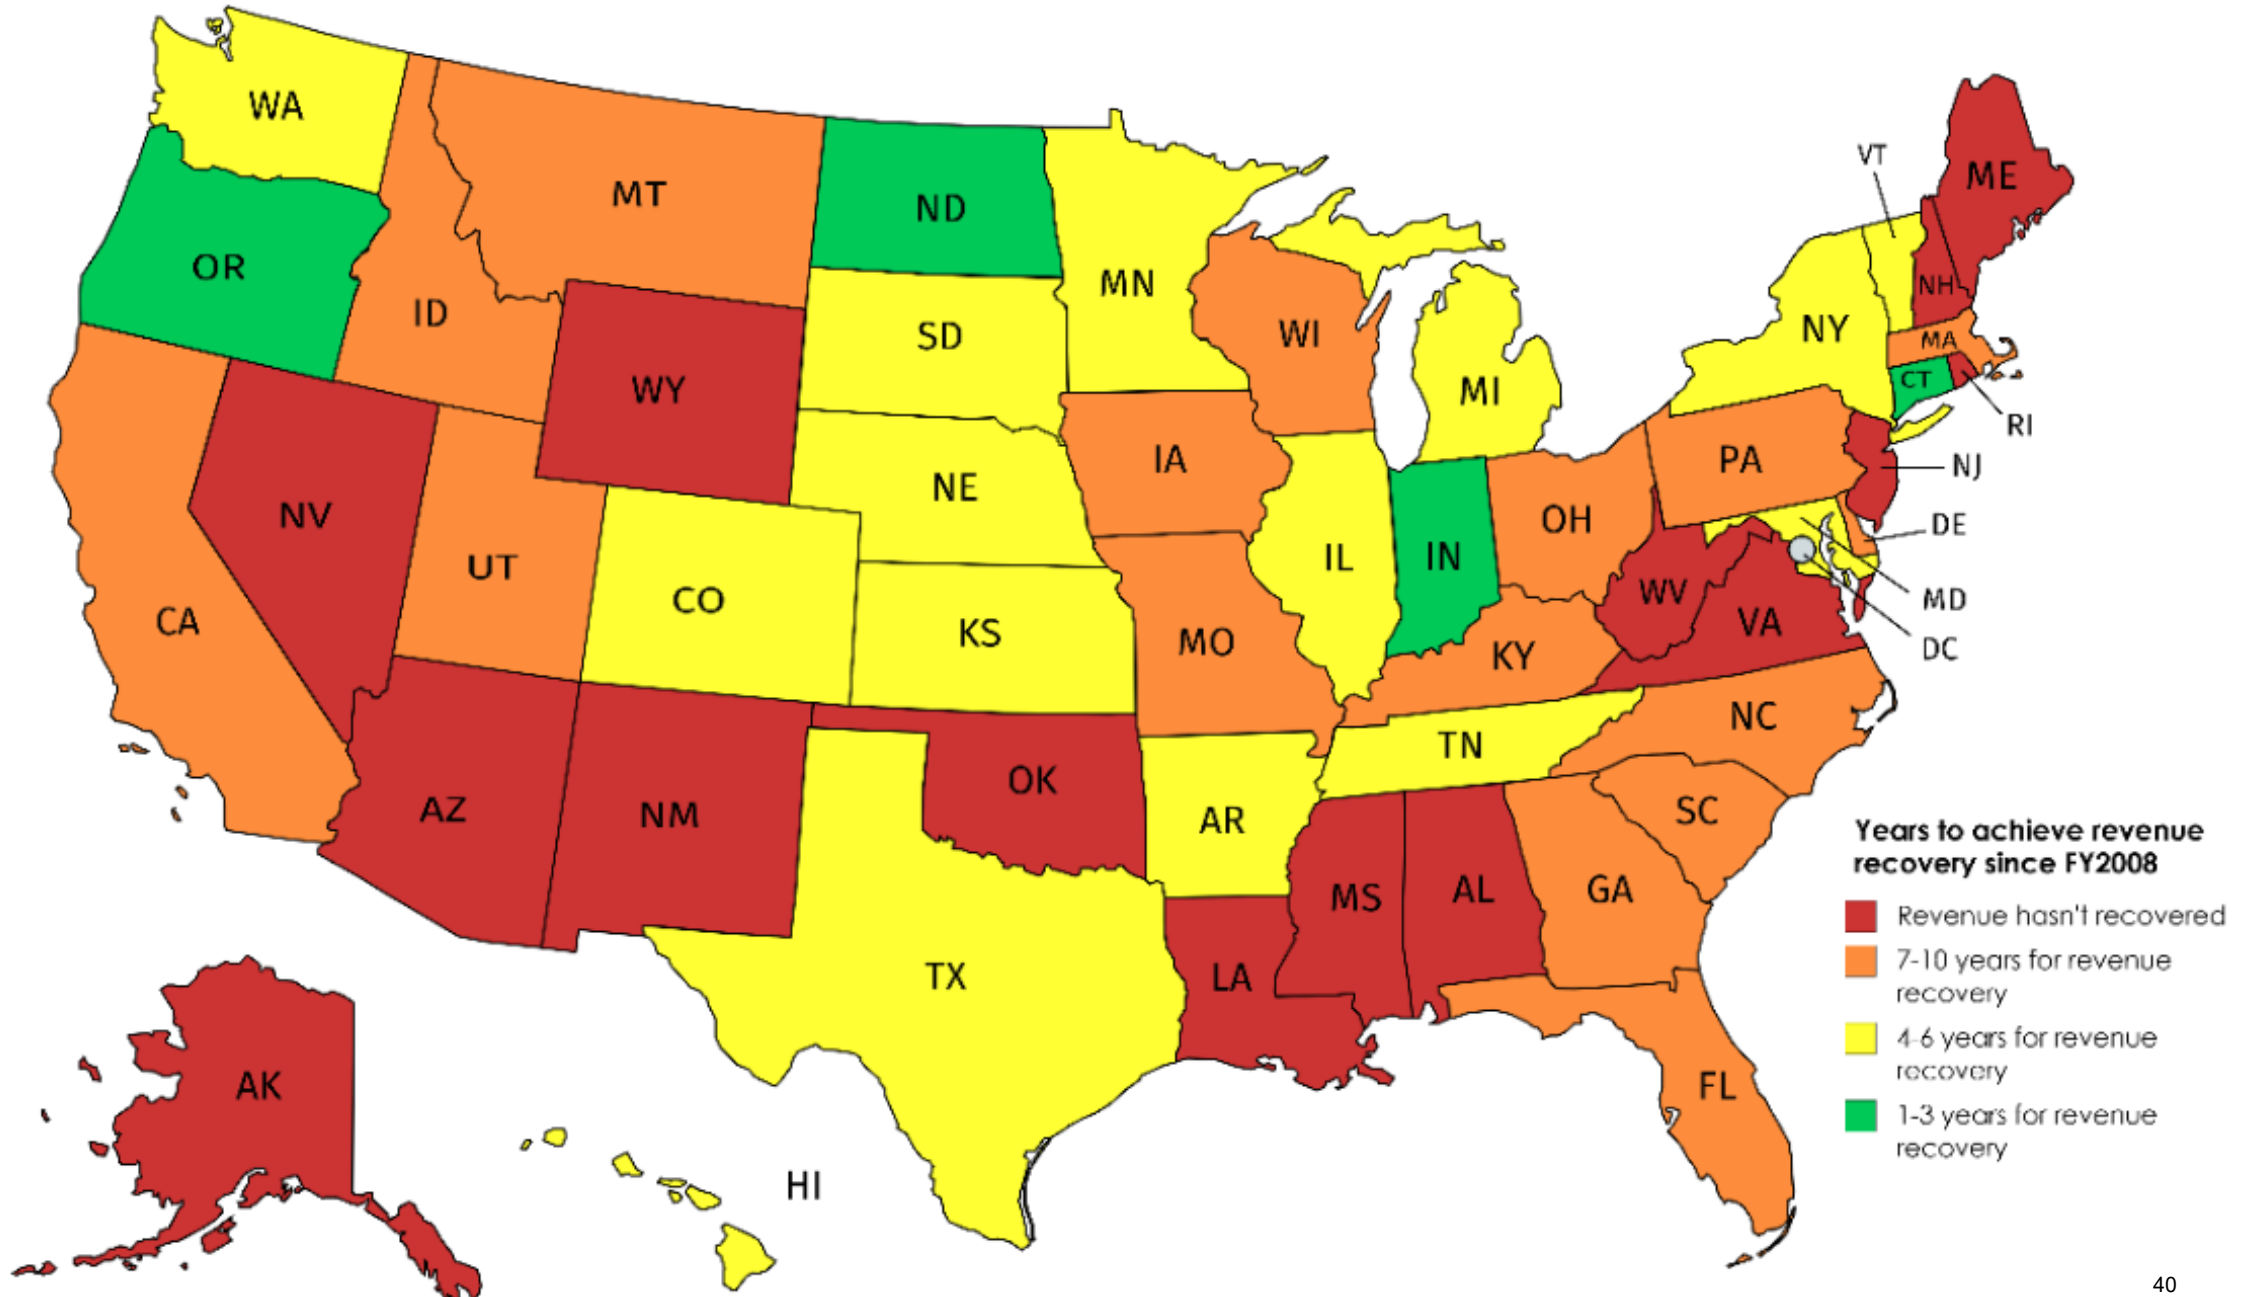 WA
VT
ME
MT
ND
OR
MN
NH
ID
SD
WI
NY
MA
WY
MI
CT
RI
IA
PA
NJ
NE
NV
OH
DE
UT
IL
IN
CO
WV
MD
CA
KS
VA
MO
KY
DC
NC
TN
OK
AZ
NM
AR
SC
Years to achieve revenue
recovery since FY2008
MS
AL
GA
Revenue hasn't recovered
TX
LA
7-10 years for revenue
recovery
4-6 years for revenue
recovery
AK
FL
1-3 years for revenue
recovery
HI
40